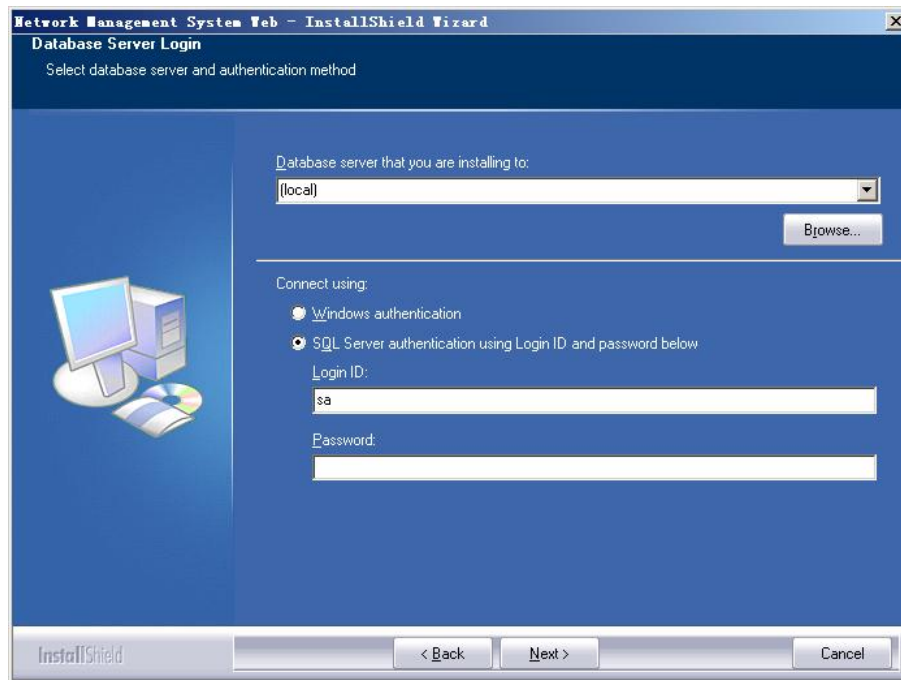 Network Management System Web - InstallShield Wizard
Database Server Login
Select database server and authentication method
Database server that you are installing to:
(local)
Browse...
Connect using:
Windows authentication
SQL Server authentication using Login ID and password below
Login ID:
sa
Password:
InstallShield
< Back
Next >
Cancel